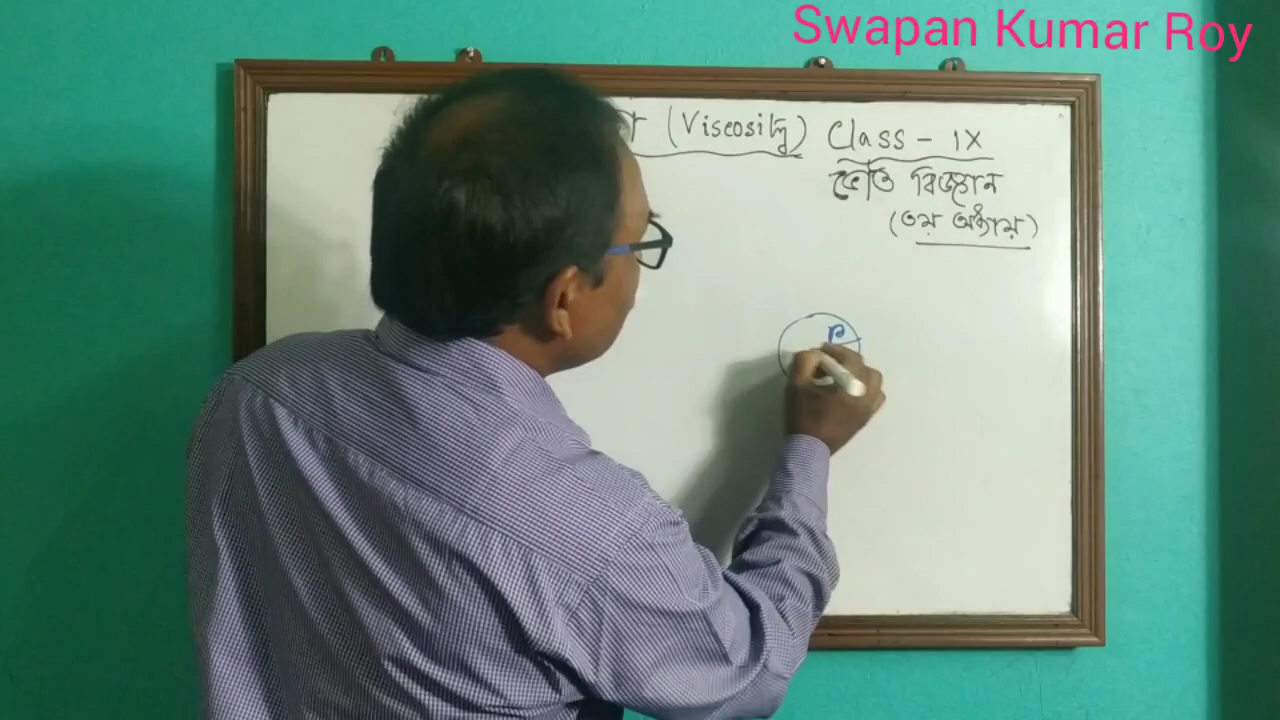 Swapan Kumar Roy
(Viscosity) Class - IX
ভৌত বিজ্ঞান
(৩য় অধ্যায়)
r